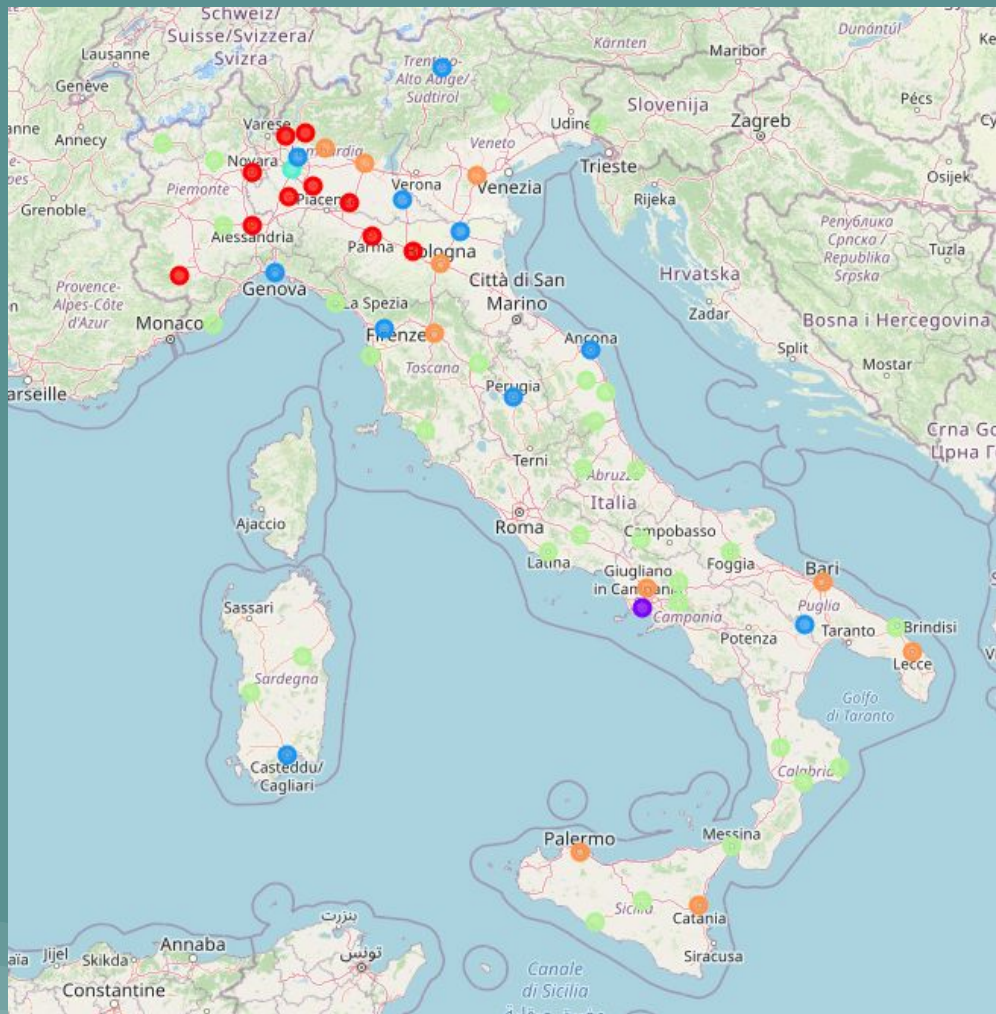 Schweiz/
Suisse/Svizzera/
Svizra
Lausanne
Genève
Annecy
Grenoble
Trentino-
Alto Adige/
Südtirol
Kärnten
Maribor
Dunántúl
Pécs
Slovenija
Zagreb
Udine
Trieste
Rijeka
Osijek
Varese
Lombardia
Novara
Piemonte
Veneto
Verona
Venezia
Piacenza
Alessandria
Parma
Bologna
Genova
La Spezia
Provence-
Alpes-Côte
d'Azur
Monaco
Città di San
Marino
Firenze
Toscana
Ancona
Perugia
Terni
Hrvatska
Zadar
Split
Република
Српска /
Republika
Srpska
Tuzla
Bosna i Hercegovina
Mostar
Crna Go
Црна Г
Ajaccio
Abruzzo
Italia
Roma
Latina
Campobasso
Foggia
Giugliano
in Campania
Campania
Bari
Puglia
Potenza
Taranto
Brindisi
Lecce
Golfo
di Taranto
Sassari
Sardegna
Casteddu/
Cagliari
Calabria
Messina
Palermo
Sicilia
Catania
Siracusa
Canale
di Sicilia
بنزرت
تونس
Jijel
Skikda
Annaba
Constantine